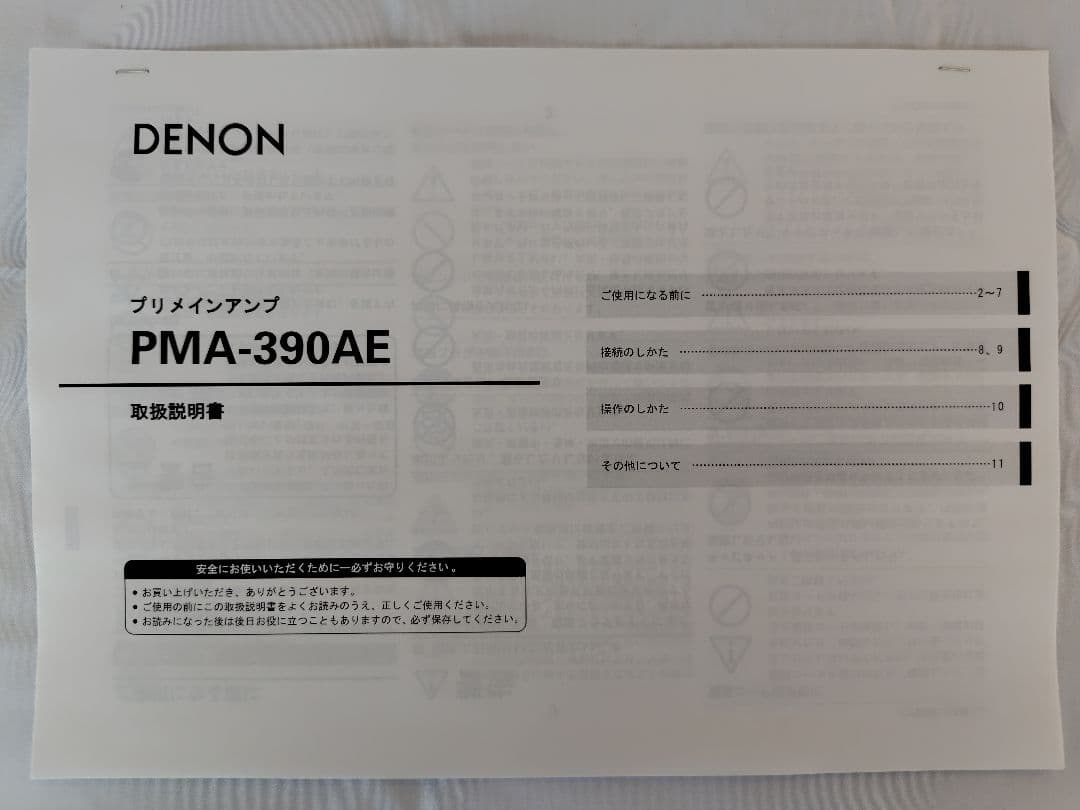 DENON
プリメインアンプ
PMA-390AE
取扱説明書
ご使用になる前に ………………………………2～7
接続のしかた ………………………………8、9
操作のしかた ………………………………10
その他について ………………………………11
安全にお使いいただくために―必ずお守りください。
● お買い上げいただき、ありがとうございます。
● ご使用の前にこの取扱説明書をよくお読みのうえ、正しくご使用ください。
● お読みになった後は後日お役に立つこともありますので、必ず保存してください。